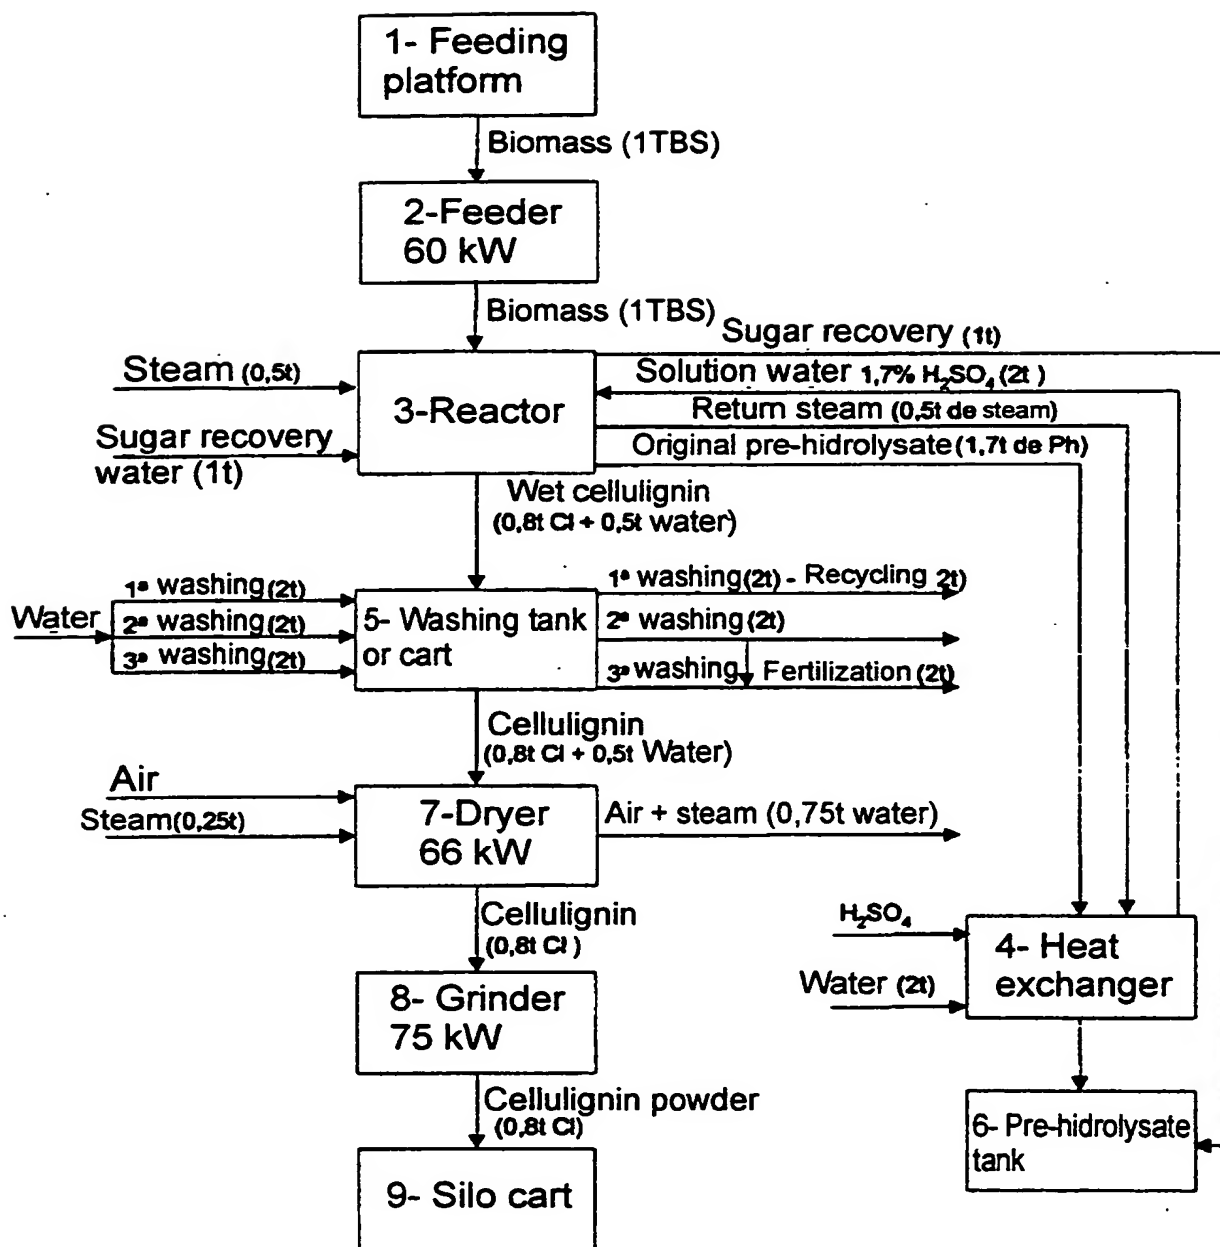 1- Feeding
platform
Biomass (1TBS)
2-Feeder
60 kW
Biomass (1TBS)
Sugar recovery (1t)
Steam (0,5t)
Solution water 1,7% H₂SO₄ (2t )
3-Reactor
Return steam (0,5t de steam)
Sugar recovery
water (1t)
Original pre-hidrolysate (1,7t de Ph)
Wet cellulignin
(0,8t Cl + 0,5t water)
Water
1ª washing(2t)
2ª washing(2t)
3ª washing(2t)
5- Washing tank
or cart
1ª washing(2t) - Recycling 2t)
2ª washing (2t)
3ª washing
Fertilization (2t)
Cellulignin
(0,8t Cl + 0,5t Water)
Air
Steam(0,25t)
7-Dryer
66 kW
Air + steam (0,75t water)
Cellulignin
(0,8t Cl )
H₂SO₄
Water (2t)
4- Heat
exchanger
8- Grinder
75 kW
Cellulignin powder
(0,8t Cl)
6- Pre-hidrolysate
tank
9- Silo cart